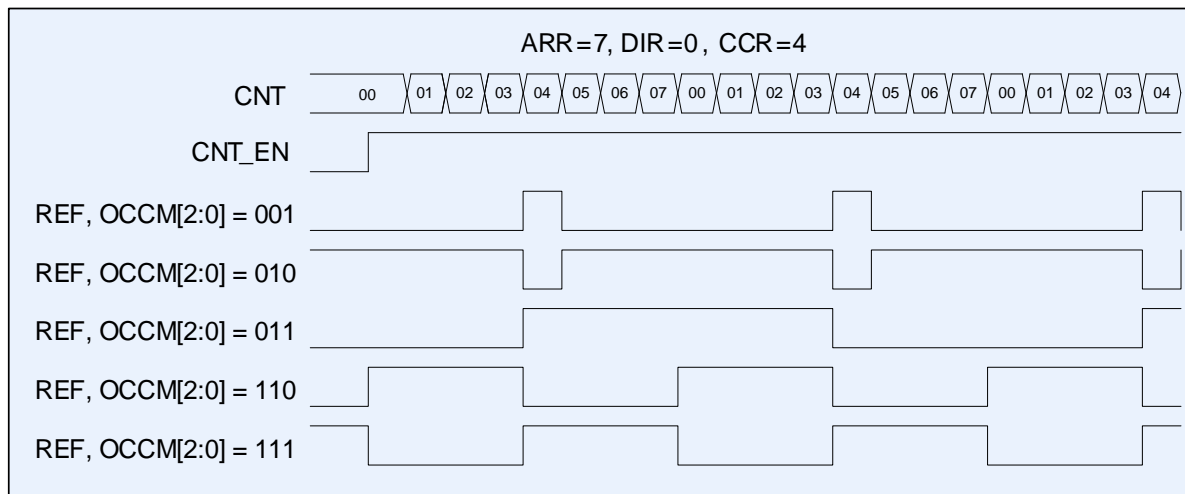 ARR=7, DIR=0, CCR=4
CNT 00 01 02 03 04 05 06 07 00 01 02 03 04 05 06 07 00 01 02 03 04
CNT_EN
REF, OCCM[2:0] = 001
REF, OCCM[2:0] = 010
REF, OCCM[2:0] = 011
REF, OCCM[2:0] = 110
REF, OCCM[2:0] = 111